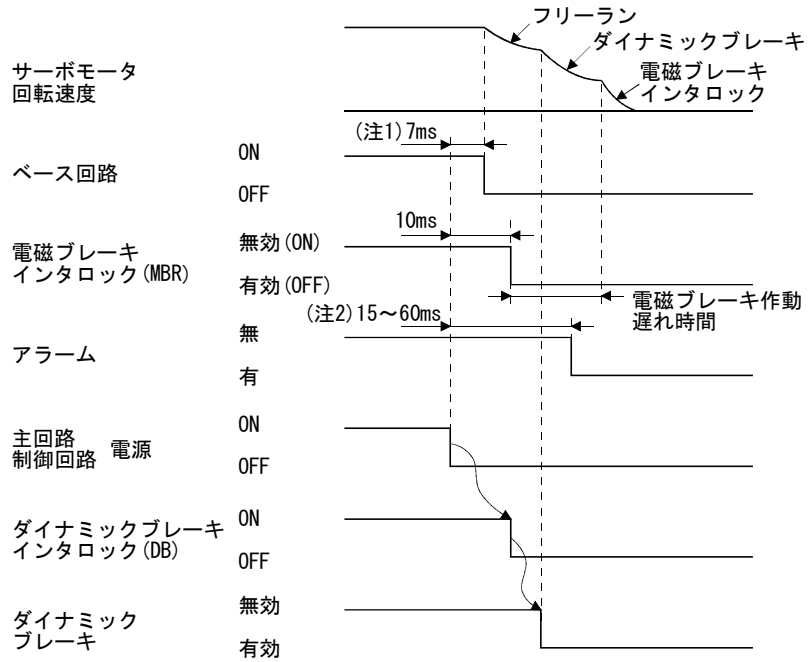 フリーラン
ダイナミックブレーキ
電磁ブレーキ
インタロック
サーボモータ
回転速度
(注1)7ms
ベース回路
ON
OFF
10ms
電磁ブレーキ
インタロック(MBR)
無効(ON)
有効(OFF)
電磁ブレーキ作動
遅れ時間
(注2)15～60ms
アラーム
無
有
主回路
制御回路
電源
ON
OFF
ダイナミックブレーキ
インタロック(DB)
ON
OFF
ダイナミック
ブレーキ
無効
有効